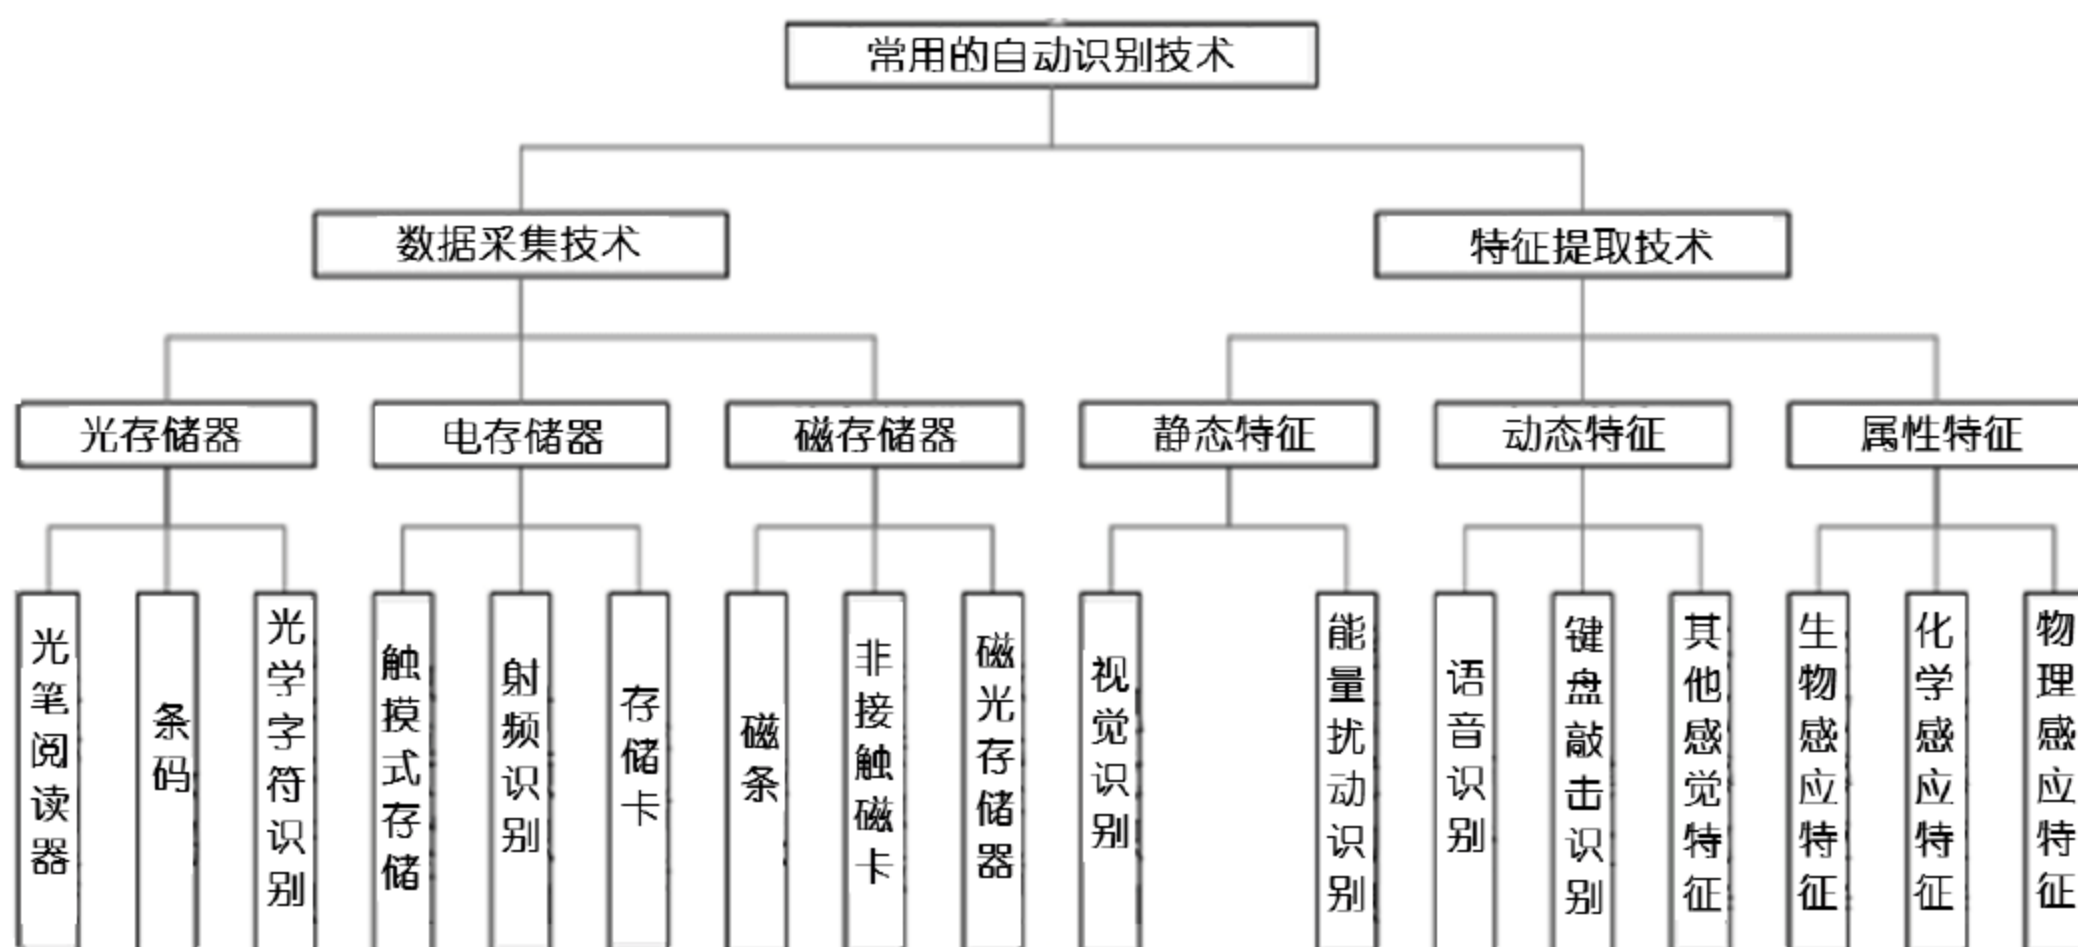 常用的自动识别技术
数据采集技术
特征提取技术
光存储器
电存储器
磁存储器
静态特征
动态特征
属性特征
光笔阅读器
条码
光学字符识别
触摸式存储
射频识别
存储卡
磁条
非接触磁卡
磁光存储器
视觉识别
能量扰动识别
语音识别
键盘敲击识别
其他感觉特征
生物感应特征
化学感应特征
物理感应特征